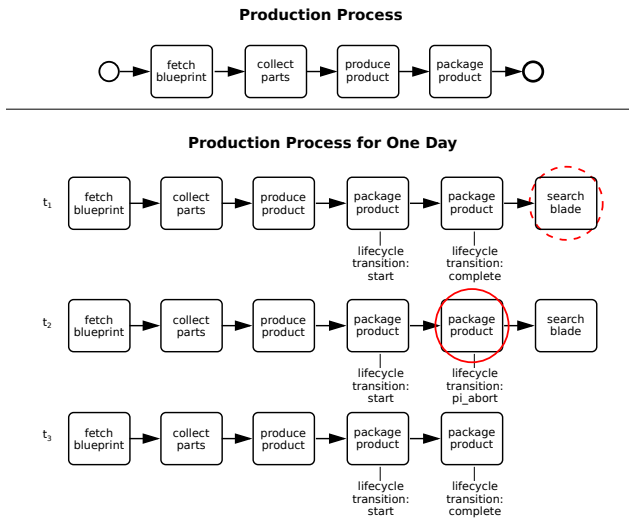 Production Process
fetch
blueprint
collect
parts
produce
product
package
product
Production Process for One Day
t1
fetch
blueprint
collect
parts
produce
product
package
product
package
product
search
blade
lifecycle
transition:
start
lifecycle
transition:
complete
t2
fetch
blueprint
collect
parts
produce
product
package
product
package
product
search
blade
lifecycle
transition:
start
lifecycle
transition:
pi_abort
t3
fetch
blueprint
collect
parts
produce
product
package
product
package
product
lifecycle
transition:
start
lifecycle
transition:
complete